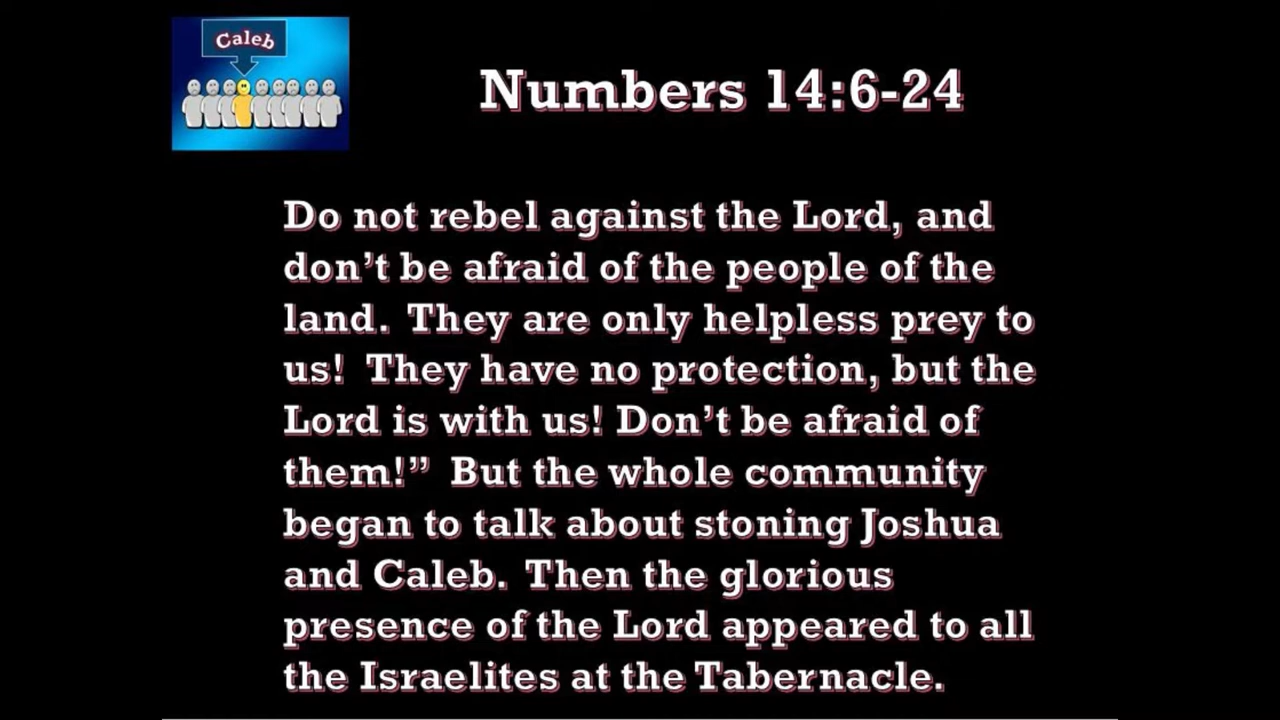 Caleb
Numbers 14:6-24
Do not rebel against the Lord, and
don’t be afraid of the people of the
land.  They are only helpless prey to
us!  They have no protection, but the
Lord is with us! Don’t be afraid of
them!”  But the whole community
began to talk about stoning Joshua
and Caleb.  Then the glorious
presence of the Lord appeared to all
the Israelites at the Tabernacle.